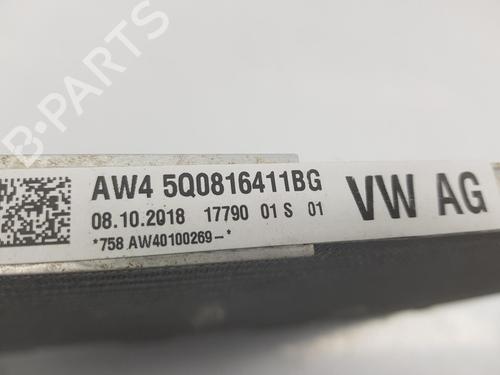 AW4 5Q0816411BG
08.10.2018 17790 01 S 01
*758 AW40100269-*
VW AG
B-PARTS